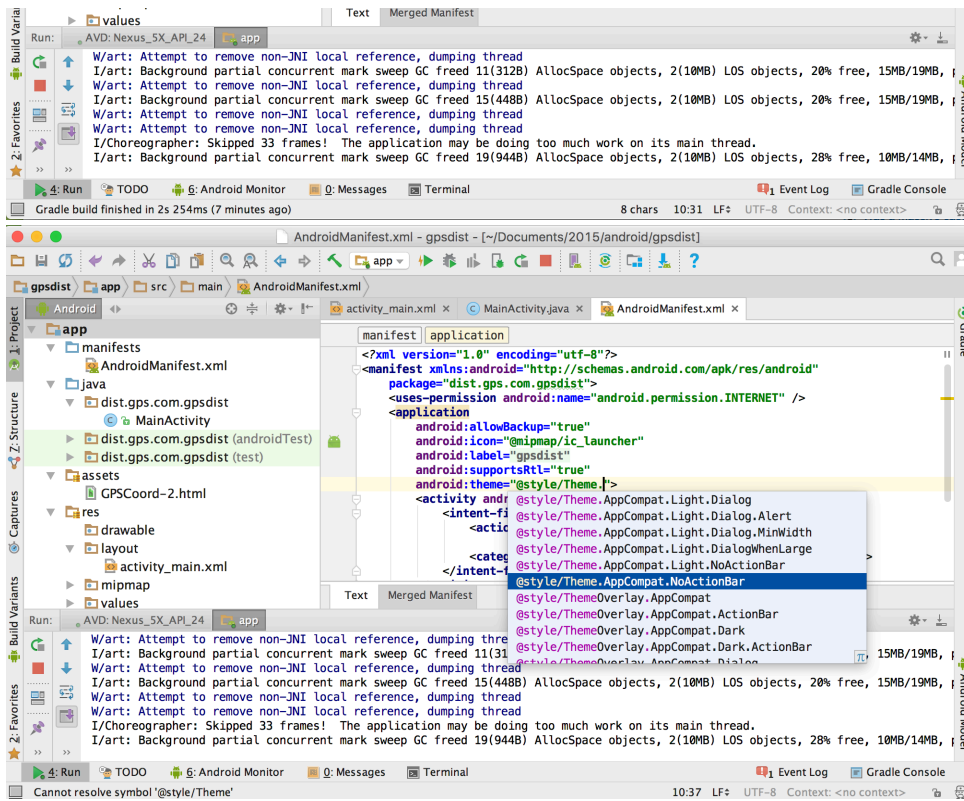 Build Varian
values
Text Merged Manifest
Run: AVD: Nexus_5X_API_24 app
W/art: Attempt to remove non-JNI local reference, dumping thread
I/art: Background partial concurrent mark sweep GC freed 11(312B) AllocSpace objects, 2(10MB) LOS objects, 20% free, 15MB/19MB,
W/art: Attempt to remove non-JNI local reference, dumping thread
I/art: Background partial concurrent mark sweep GC freed 15(448B) AllocSpace objects, 2(10MB) LOS objects, 20% free, 15MB/19MB,
W/art: Attempt to remove non-JNI local reference, dumping thread
W/art: Attempt to remove non-JNI local reference, dumping thread
I/Choreographer: Skipped 33 frames! The application may be doing too much work on its main thread.
I/art: Background partial concurrent mark sweep GC freed 19(944B) AllocSpace objects, 2(10MB) LOS objects, 28% free, 10MB/14MB,
2: Favorites
Android Model
4: Run TODO 6: Android Monitor 0: Messages Terminal 1 Event Log Gradle Console
Gradle build finished in 2s 254ms (7 minutes ago) 8 chars 10:31 LF UTF-8 Context: <no context>
AndroidManifest.xml - gpsdist - [~/Documents/2015/android/gpsdist]
app
gpsdist app src main AndroidManifest.xml
1: Project
Z: Structure
Captures
Build Variants
2: Favorites
Android
app
manifests
AndroidManifest.xml
java
dist.gps.com.gpsdist
MainActivity
dist.gps.com.gpsdist (androidTest)
dist.gps.com.gpsdist (test)
assets
GPSCoord-2.html
res
drawable
layout
activity_main.xml
mipmap
values
activity_main.xml MainActivity.java AndroidManifest.xml
Gradle
manifest application
<?xml version="1.0" encoding="utf-8"?>
<manifest xmlns:android="http://schemas.android.com/apk/res/android"
package="dist.gps.com.gpsdist">
<uses-permission android:name="android.permission.INTERNET" />
<application
android:allowBackup="true"
android:icon="@mipmap/ic_launcher"
android:label="gpsdist"
android:supportsRtl="true"
android:theme="@style/Theme.">
<activity andr
<intent-fi
<actio
<categ >
</intent-f
@style/Theme.AppCompat.Light.Dialog
@style/Theme.AppCompat.Light.Dialog.Alert
@style/Theme.AppCompat.Light.Dialog.MinWidth
@style/Theme.AppCompat.Light.DialogWhenLarge
@style/Theme.AppCompat.Light.NoActionBar
@style/Theme.AppCompat.NoActionBar
@style/ThemeOverlay.AppCompat
@style/ThemeOverlay.AppCompat.ActionBar
@style/ThemeOverlay.AppCompat.Dark
@style/ThemeOverlay.AppCompat.Dark.ActionBar
@style/ThemeOverlay.AppCompat.Dialog
π
Text Merged Manifest
Run: AVD: Nexus_5X_API_24 app
W/art: Attempt to remove non-JNI local reference, dumping thre
I/art: Background partial concurrent mark sweep GC freed 11(31 , 15MB/19MB,
W/art: Attempt to remove non-JNI local reference, dumping thread
I/art: Background partial concurrent mark sweep GC freed 15(448B) AllocSpace objects, 2(10MB) LOS objects, 20% free, 15MB/19MB,
W/art: Attempt to remove non-JNI local reference, dumping thread
W/art: Attempt to remove non-JNI local reference, dumping thread
I/Choreographer: Skipped 33 frames! The application may be doing too much work on its main thread.
I/art: Background partial concurrent mark sweep GC freed 19(944B) AllocSpace objects, 2(10MB) LOS objects, 28% free, 10MB/14MB,
Android Model
4: Run TODO 6: Android Monitor 0: Messages Terminal 1 Event Log Gradle Console
Cannot resolve symbol '@style/Theme' 10:37 LF UTF-8 Context: <no context>